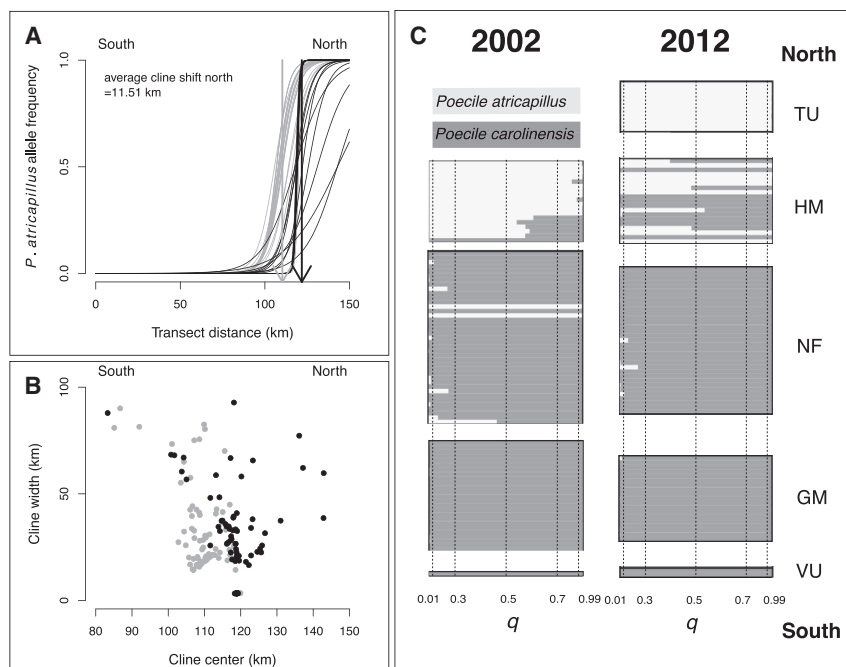 A
South
North
average cline shift north
=11.51 km
P. atricapillus allele frequency
1.0
0.5
0.0
0
50
100
150
Transect distance (km)
B
South
North
Cline width (km)
100
50
0
80
90
100
110
120
130
140
150
Cline center (km)
C
2002
2012
North
Poecile atricapillus
Poecile carolinensis
TU
HM
NF
GM
VU
0.01 0.3 0.5 0.7 0.99
0.01 0.3 0.5 0.7 0.99
q
q
South